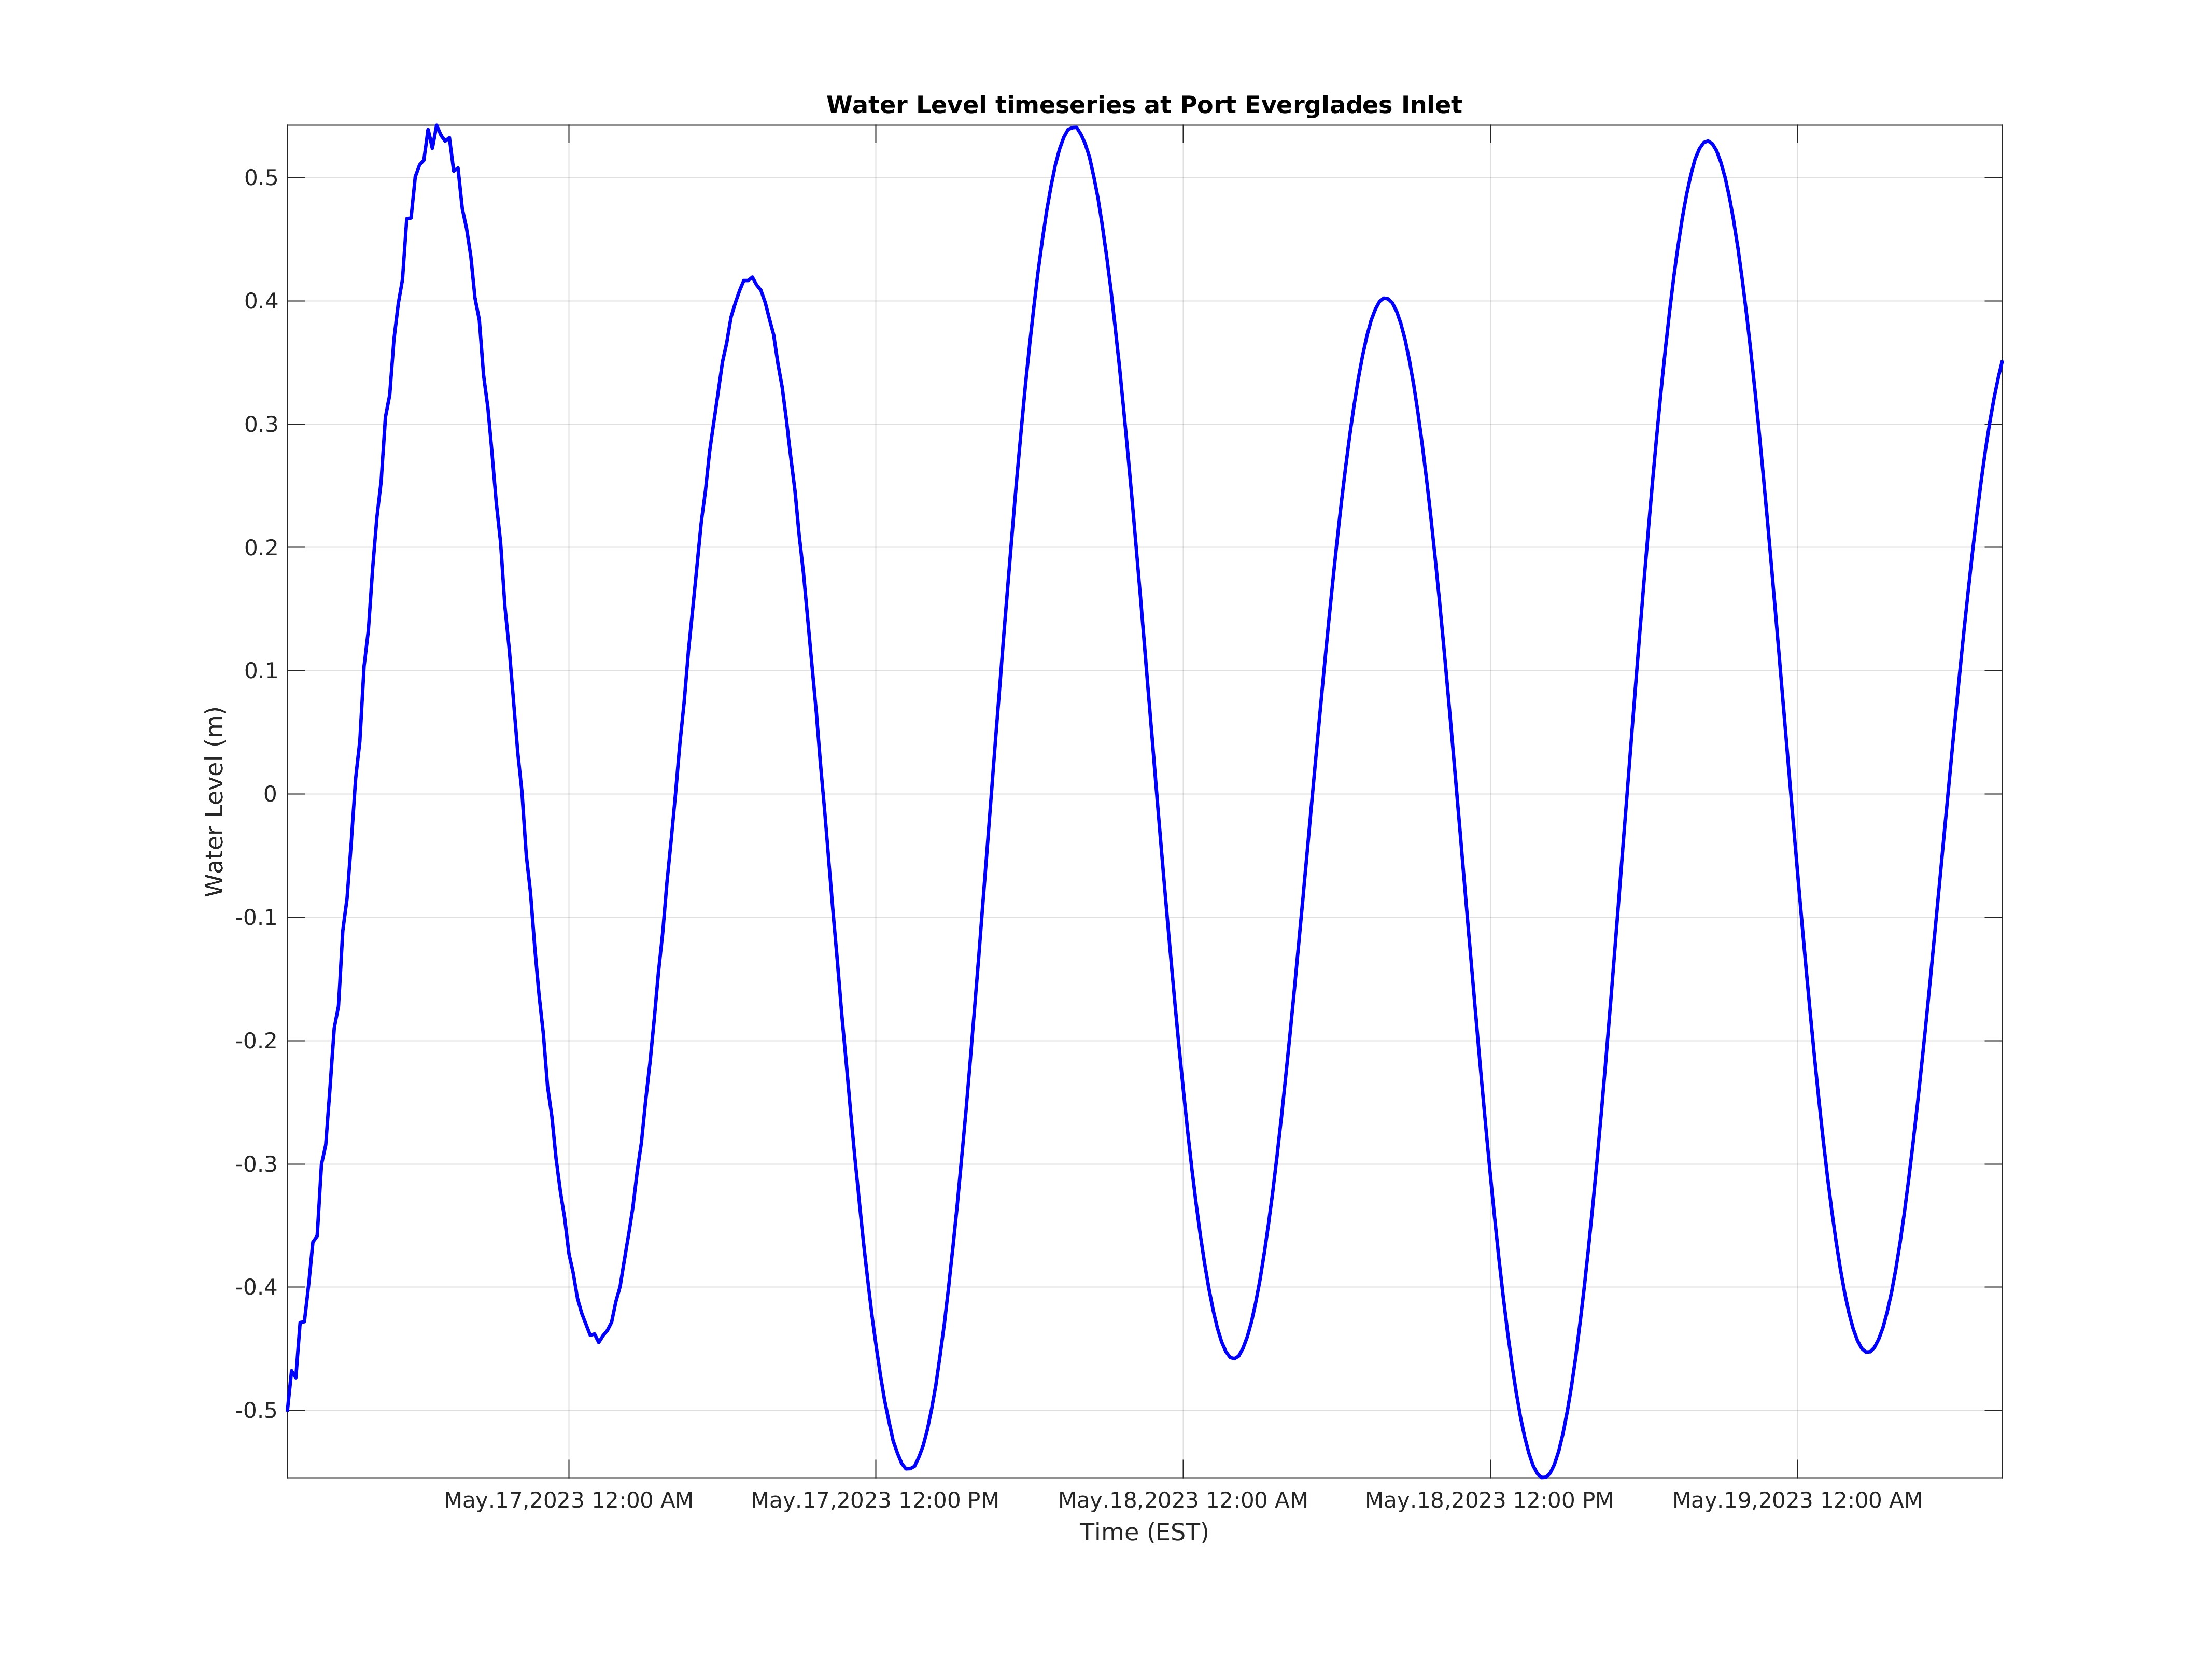 Water Level timeseries at Port Everglades Inlet
0.5
0.4
0.3
0.2
0.1
0
-0.1
-0.2
-0.3
-0.4
-0.5
Water Level (m)
May.17,2023 12:00 AM
May.17,2023 12:00 PM
May.18,2023 12:00 AM
May.18,2023 12:00 PM
May.19,2023 12:00 AM
Time (EST)